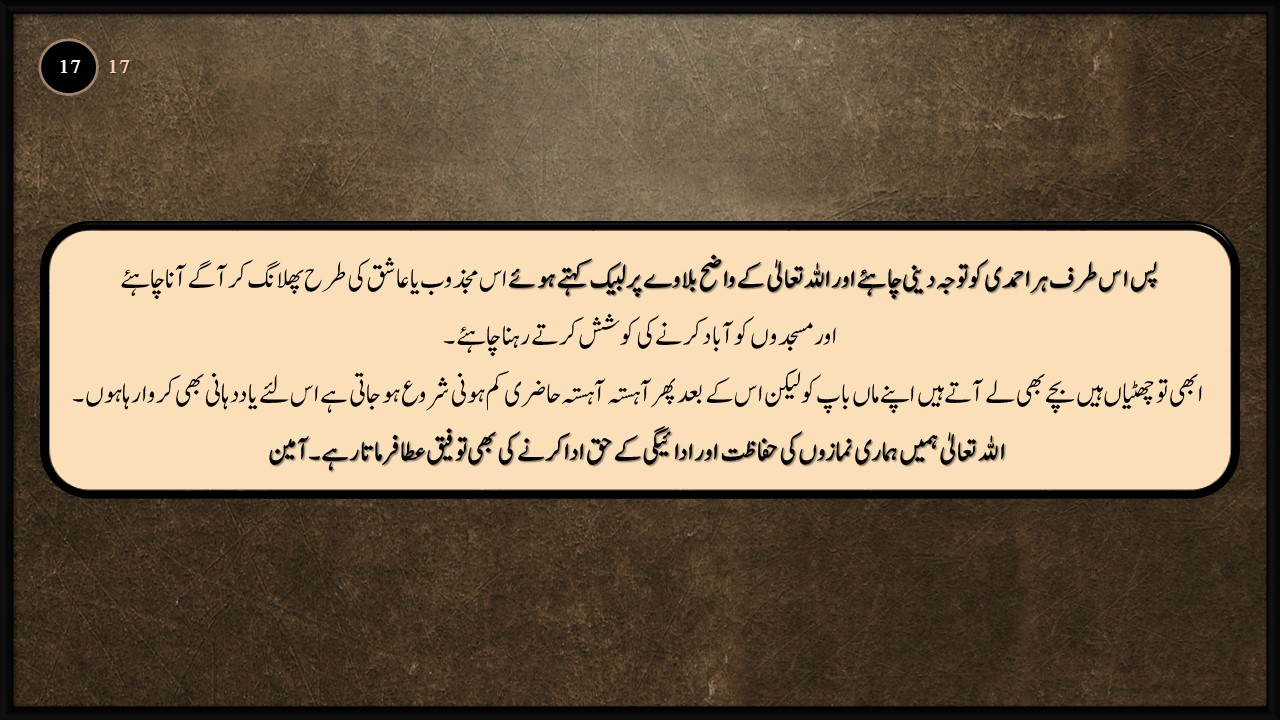 17 17
پس اس طرف ہر احمدی کو توجہ دینی چاہئے اور اللہ تعالیٰ کے واضح بلاوے پر لبیک کہتے ہوئے اس مجذوب یا عاشق کی طرح پھلانگ کر آگے آنا چاہئے
اور مسجدوں کو آباد کرنے کی کوشش کرتے رہنا چاہئے۔
ابھی تو چھٹیاں ہیں بچے بھی لے آتے ہیں اپنے ماں باپ کو لیکن اس کے بعد پھر آہستہ آہستہ حاضری کم ہونی شروع ہو جاتی ہے اس لئے یاددہانی بھی کروا رہا ہوں۔
اللہ تعالیٰ ہمیں ہماری نمازوں کی حفاظت اور ادائیگی کے حق ادا کرنے کی بھی توفیق عطا فرماتا رہے۔ آمین